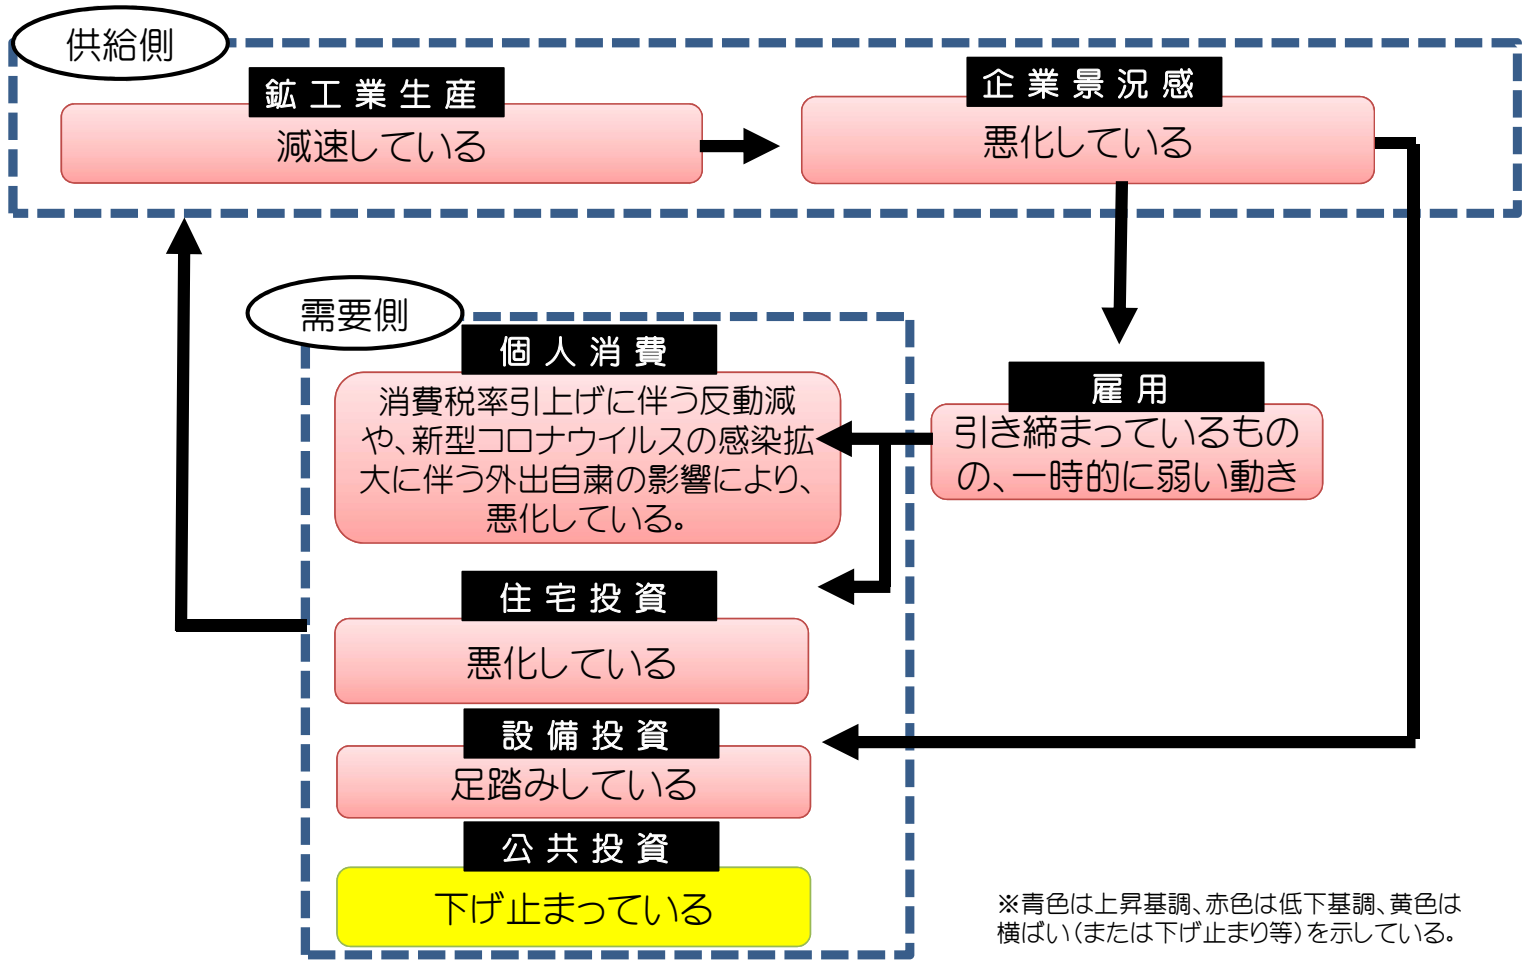 供給側
鉱工業生産
減速している
企業景況感
悪化している
需要側
個人消費
消費税率引上げに伴う反動減
や、新型コロナウイルスの感染拡
大に伴う外出自粛の影響により、
悪化している。
雇用
引き締まっているもの
の、一時的に弱い動き
住宅投資
悪化している
設備投資
足踏みしている
公共投資
下げ止まっている
※青色は上昇基調、赤色は低下基調、黄色は
横ばい(または下げ止まり等)を示している。